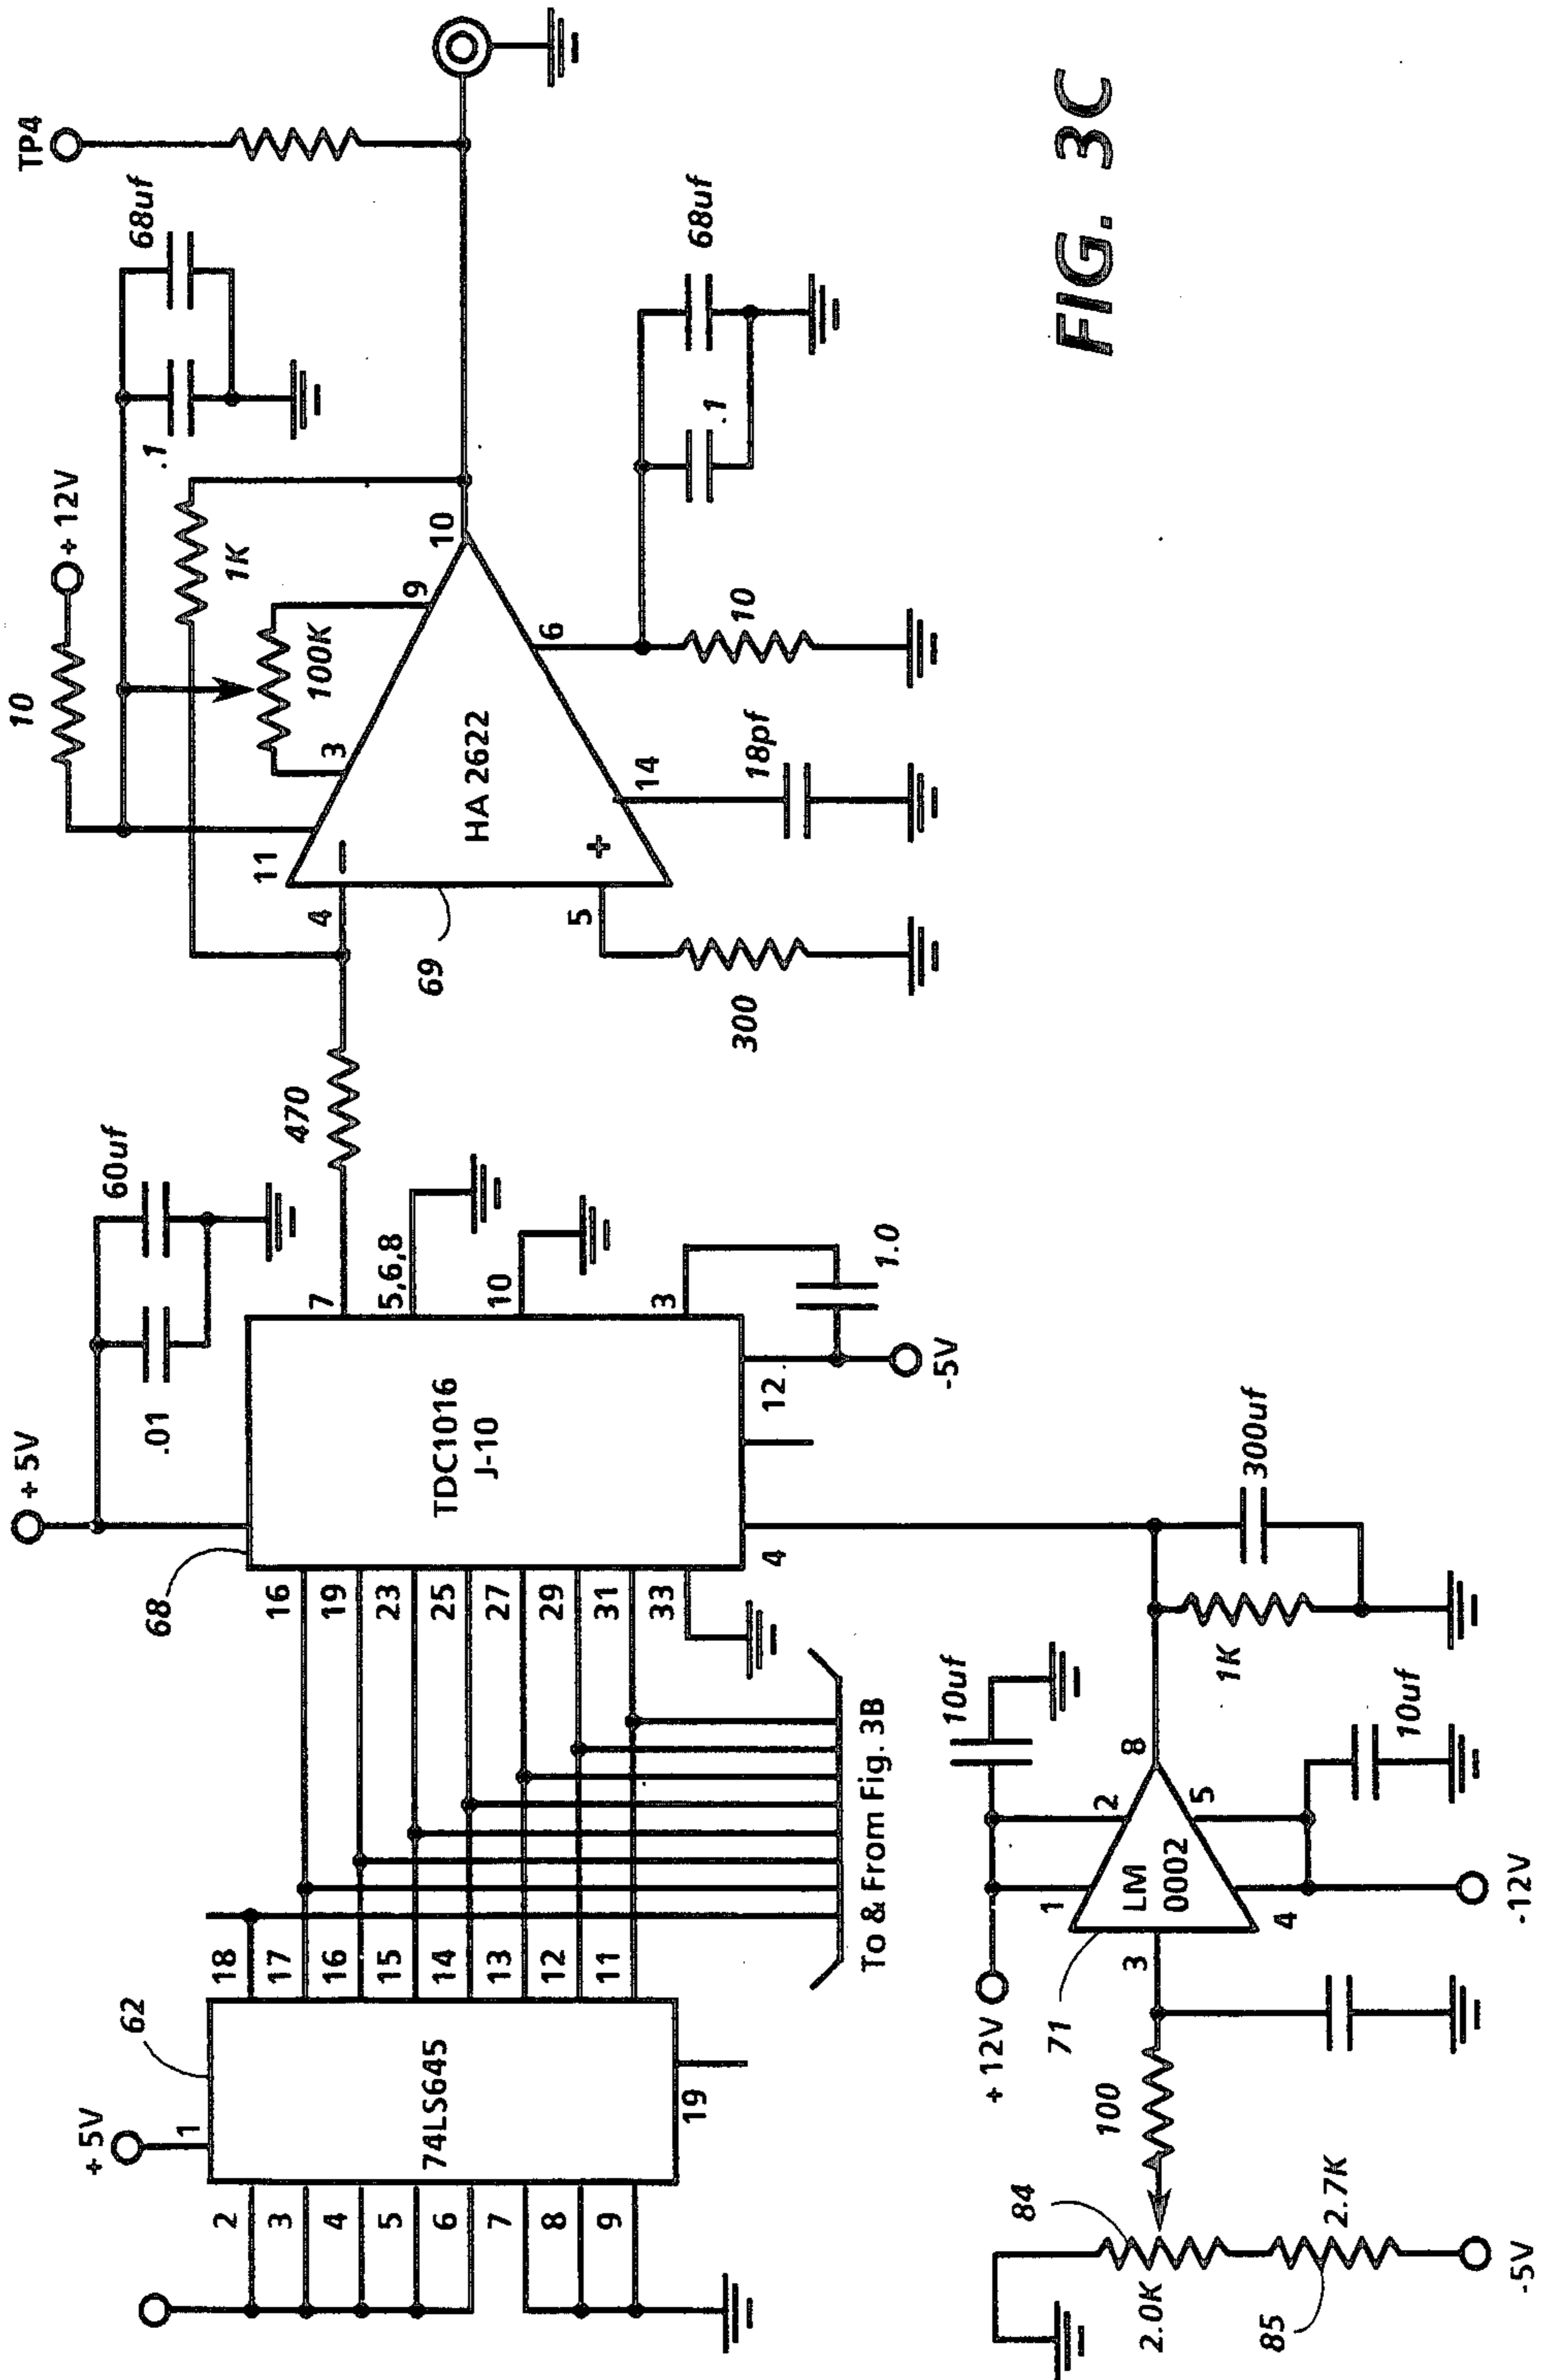 + 5V
1
62
74LS645
2
3
4
5
6
7
8
9
18
17
16
15
14
13
12
11
19
To & From Fig. 3B
+ 5V
.01
60uf
68
TDC1016
J-10
16
19
23
25
27
29
31
33
4
7
5,6,8
10
3
12.
1.0
-5V
470
10
+ 12V
.1
68uf
TP4
1K
100K
11
3
9
10
4
5
HA 2622
69
14
6
300
18pf
10
.1
68uf
84
2.0K
85
2.7K
-5V
100
71
+ 12V
3
1
2
LM
0002
8
4
5
-12V
10uf
10uf
1K
300uf
FIG. 3C